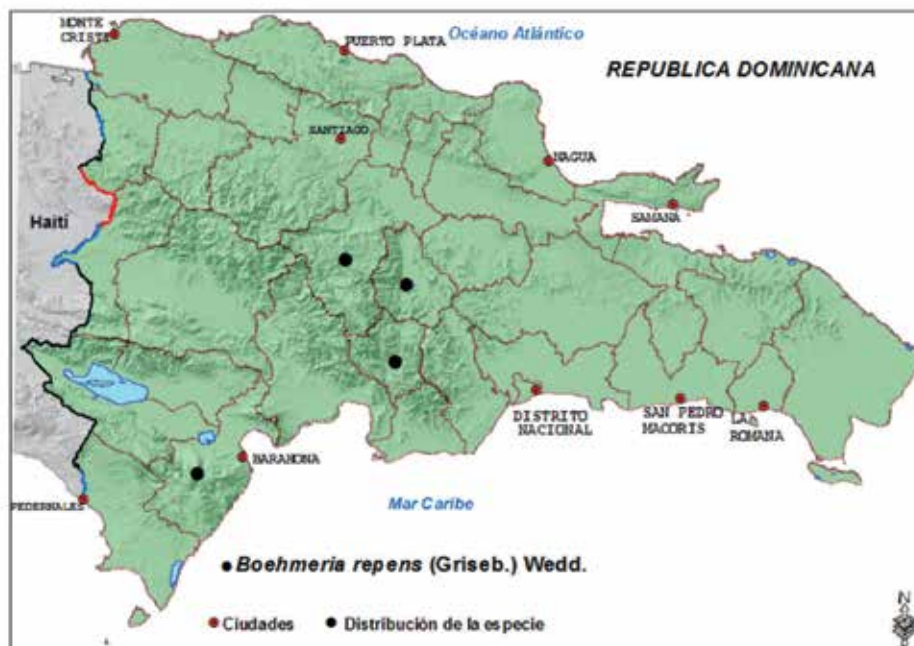 MONTE
CRISTI
PUERTO PLATA
Océano Atlántico
REPUBLICA DOMINICANA
SANTIAGO
NAGUA
SAMANA
Haití
DISTRITO
NACIONAL
SAN PEDRO
MACORIS
LA
ROMANA
BARAHONA
PEDERNALES
Mar Caribe
Boehmeria repens (Griseb.) Wedd.
Ciudades
Distribución de la especie
N